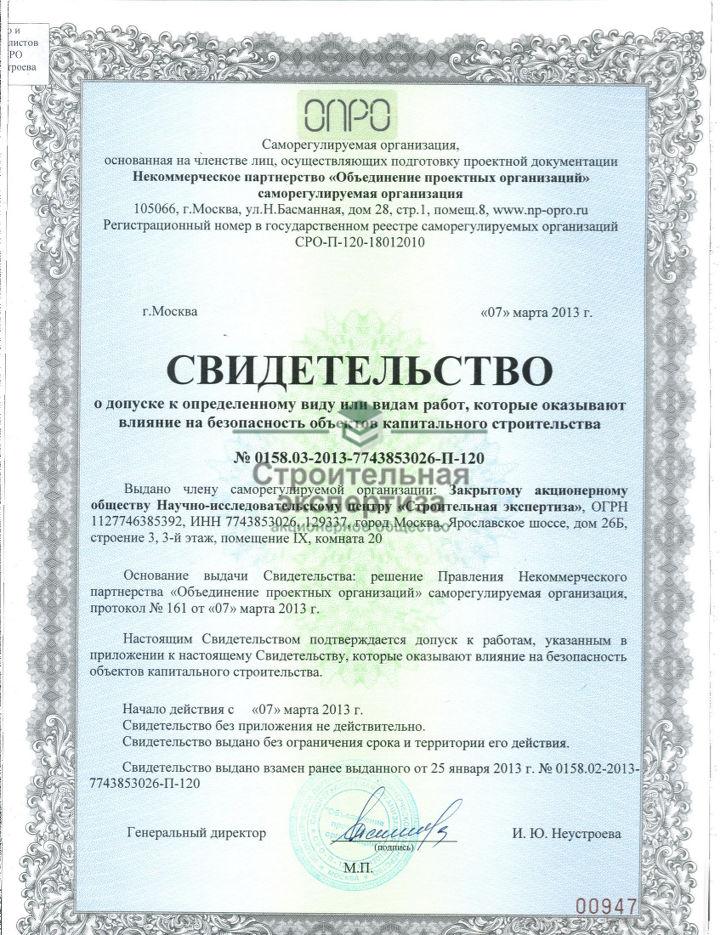 о и
листов
РО
строева
ОПРО
Саморегулируемая организация,
основанная на членстве лиц, осуществляющих подготовку проектной документации
Некоммерческое партнерство «Объединение проектных организаций»
саморегулируемая организация
105066, г.Москва, ул.Н.Басманная, дом 28, стр.1, помещ.8, www.np-opro.ru
Регистрационный номер в государственном реестре саморегулируемых организаций
СРО-П-120-18012010
г.Москва «07» марта 2013 г.
СВИДЕТЕЛЬСТВО
о допуске к определенному виду или видам работ, которые оказывают
влияние на безопасность объектов капитального строительства
№ 0158.03-2013-7743853026-П-120
Строительная
экспертиза
акционерное общество
Выдано члену саморегулируемой организации: Закрытому акционерному
обществу Научно-исследовательскому центру «Строительная экспертиза», ОГРН
1127746385392, ИНН 7743853026, 129337, город Москва, Ярославское шоссе, дом 26Б,
строение 3, 3-й этаж, помещение IX, комната 20
Основание выдачи Свидетельства: решение Правления Некоммерческого
партнерства «Объединение проектных организаций» саморегулируемая организация,
протокол № 161 от «07» марта 2013 г.
Настоящим Свидетельством подтверждается допуск к работам, указанным в
приложении к настоящему Свидетельству, которые оказывают влияние на безопасность
объектов капитального строительства.
Начало действия с «07» марта 2013 г.
Свидетельство без приложения не действительно.
Свидетельство выдано без ограничения срока и территории его действия.
Свидетельство выдано взамен ранее выданного от 25 января 2013 г. № 0158.02-2013-
7743853026-П-120
Генеральный директор И. Ю. Неустроева
(подпись)
М.П.
00947